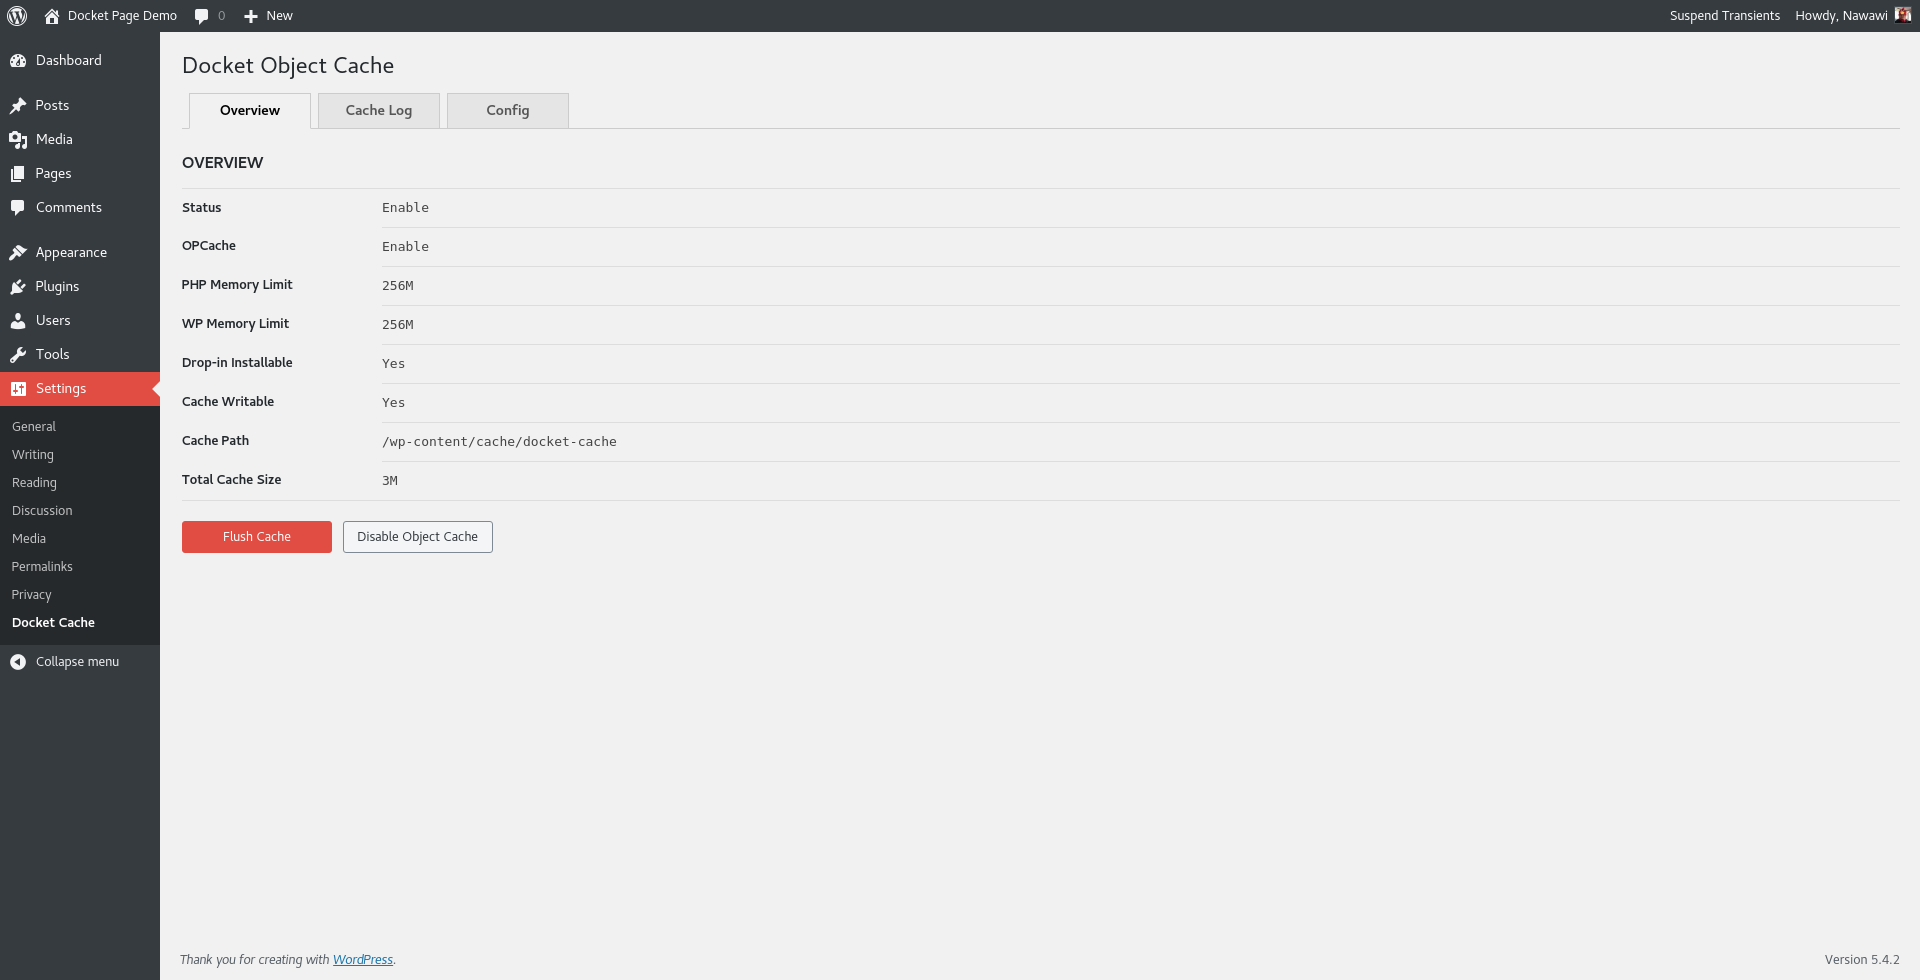 Docket Page Demo 0 New Suspend Transients Howdy, Nawawi
Dashboard
Posts
Media
Pages
Comments
Appearance
Plugins
Users
Tools
Settings
General
Writing
Reading
Discussion
Media
Permalinks
Privacy
Docket Cache
Collapse menu
Docket Object Cache
Overview Cache Log Config
OVERVIEW
Status Enable
OPCache Enable
PHP Memory Limit 256M
WP Memory Limit 256M
Drop-in Installable Yes
Cache Writable Yes
Cache Path /wp-content/cache/docket-cache
Total Cache Size 3M
Flush Cache Disable Object Cache
Thank you for creating with WordPress. Version 5.4.2